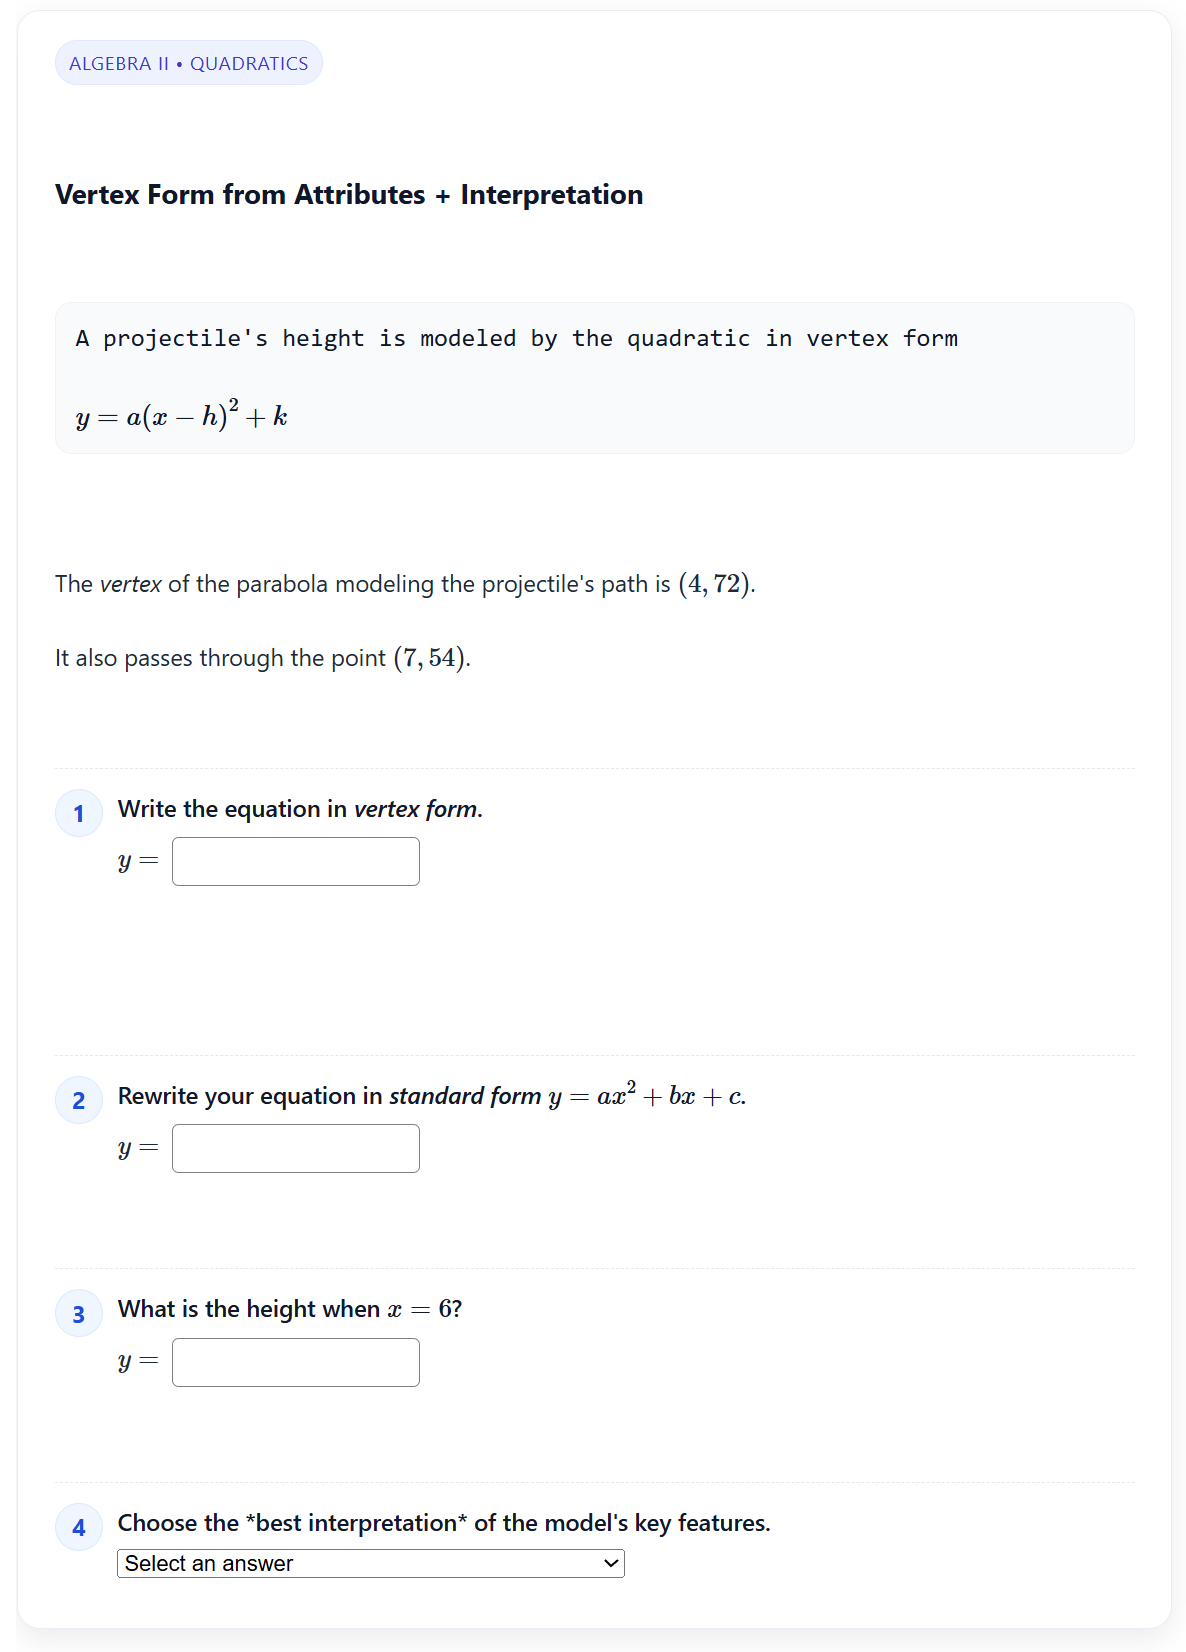 ALGEBRA II • QUADRATICS
Vertex Form from Attributes + Interpretation
A projectile's height is modeled by the quadratic in vertex form
y = a(x − h)² + k
The vertex of the parabola modeling the projectile's path is (4, 72).
It also passes through the point (7, 54).
1 Write the equation in vertex form.
y =
2 Rewrite your equation in standard form y = ax² + bx + c.
y =
3 What is the height when x = 6?
y =
4 Choose the *best interpretation* of the model's key features.
Select an answer